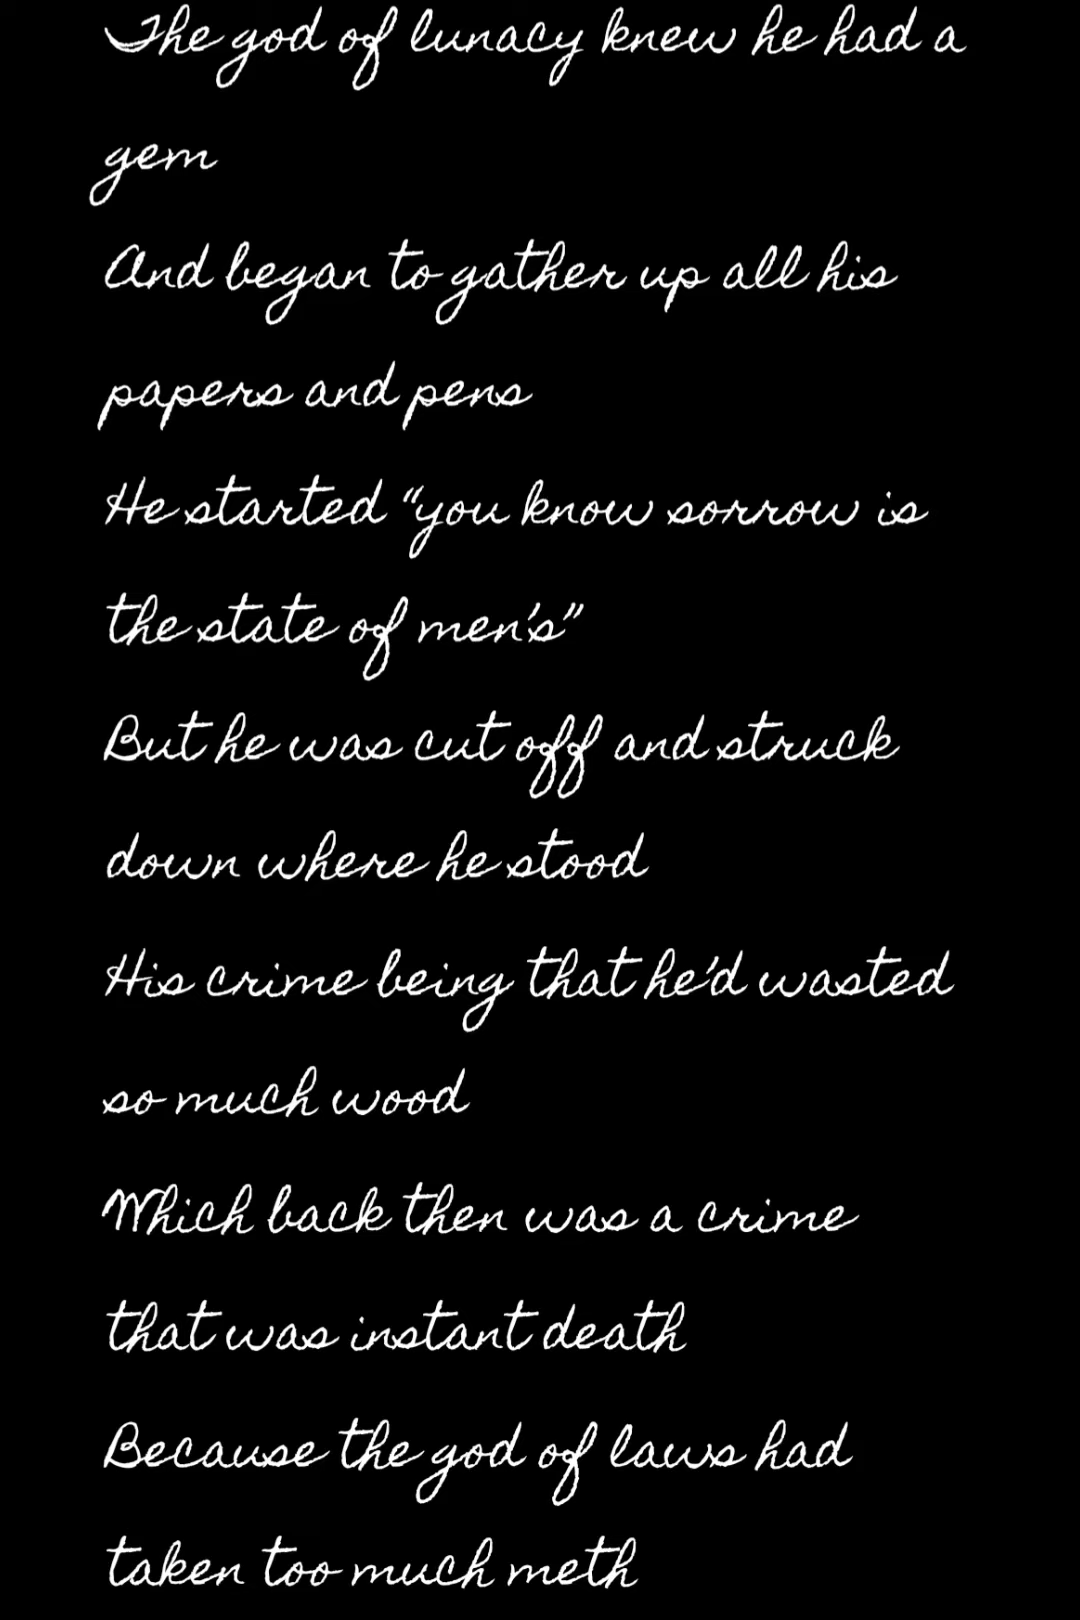 The god of lunacy knew he had a
gem
And began to gather up all his
papers and pens
He started "you know sorrow is
the state of men's"
But he was cut off and struck
down where he stood
His crime being that he'd wasted
so much wood
Which back then was a crime
that was instant death
Because the god of laws had
taken too much meth